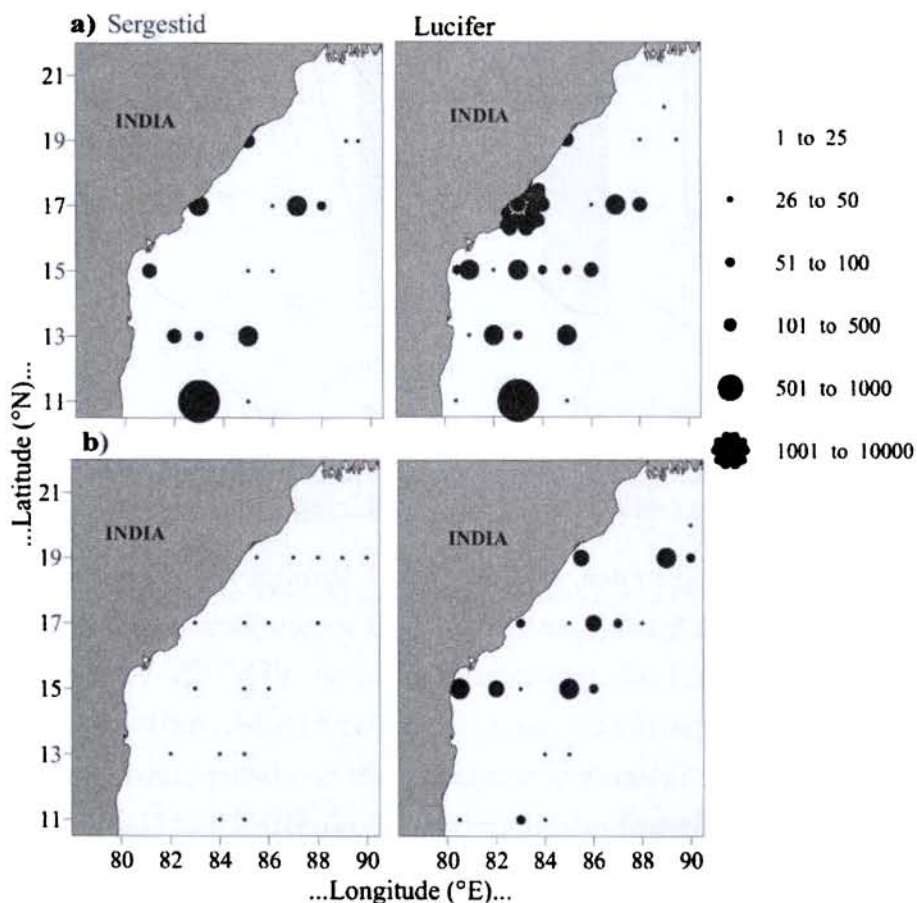 a) Sergestid
Lucifer
21
19
17
15
13
11
INDIA
INDIA
1 to 25
26 to 50
51 to 100
101 to 500
501 to 1000
1001 to 10000
...Latitude (°N)...
b)
21
19
17
15
13
11
INDIA
INDIA
80 82 84 86 88 90
80 82 84 86 88 90
...Longitude (°E)...